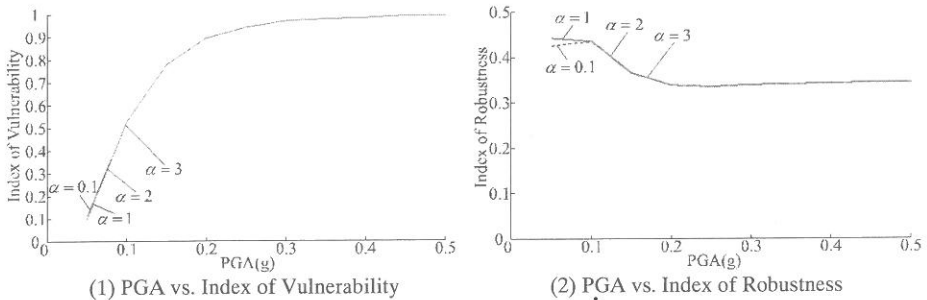 Index of Vulnerability
1
0.9
0.8
0.7
0.6
0.5
0.4
0.3
0.2
0.1
0
α=0.1
α=1
α=2
α=3
0 0.1 0.2 0.3 0.4 0.5
PGA(g)
(1) PGA vs. Index of Vulnerability
Index of Robustness
0.5
0.4
0.3
0.2
α=1
α=0.1
α=2
α=3
0 0.1 0.2 0.3 0.4 0.5
PGA(g)
(2) PGA vs. Index of Robustness